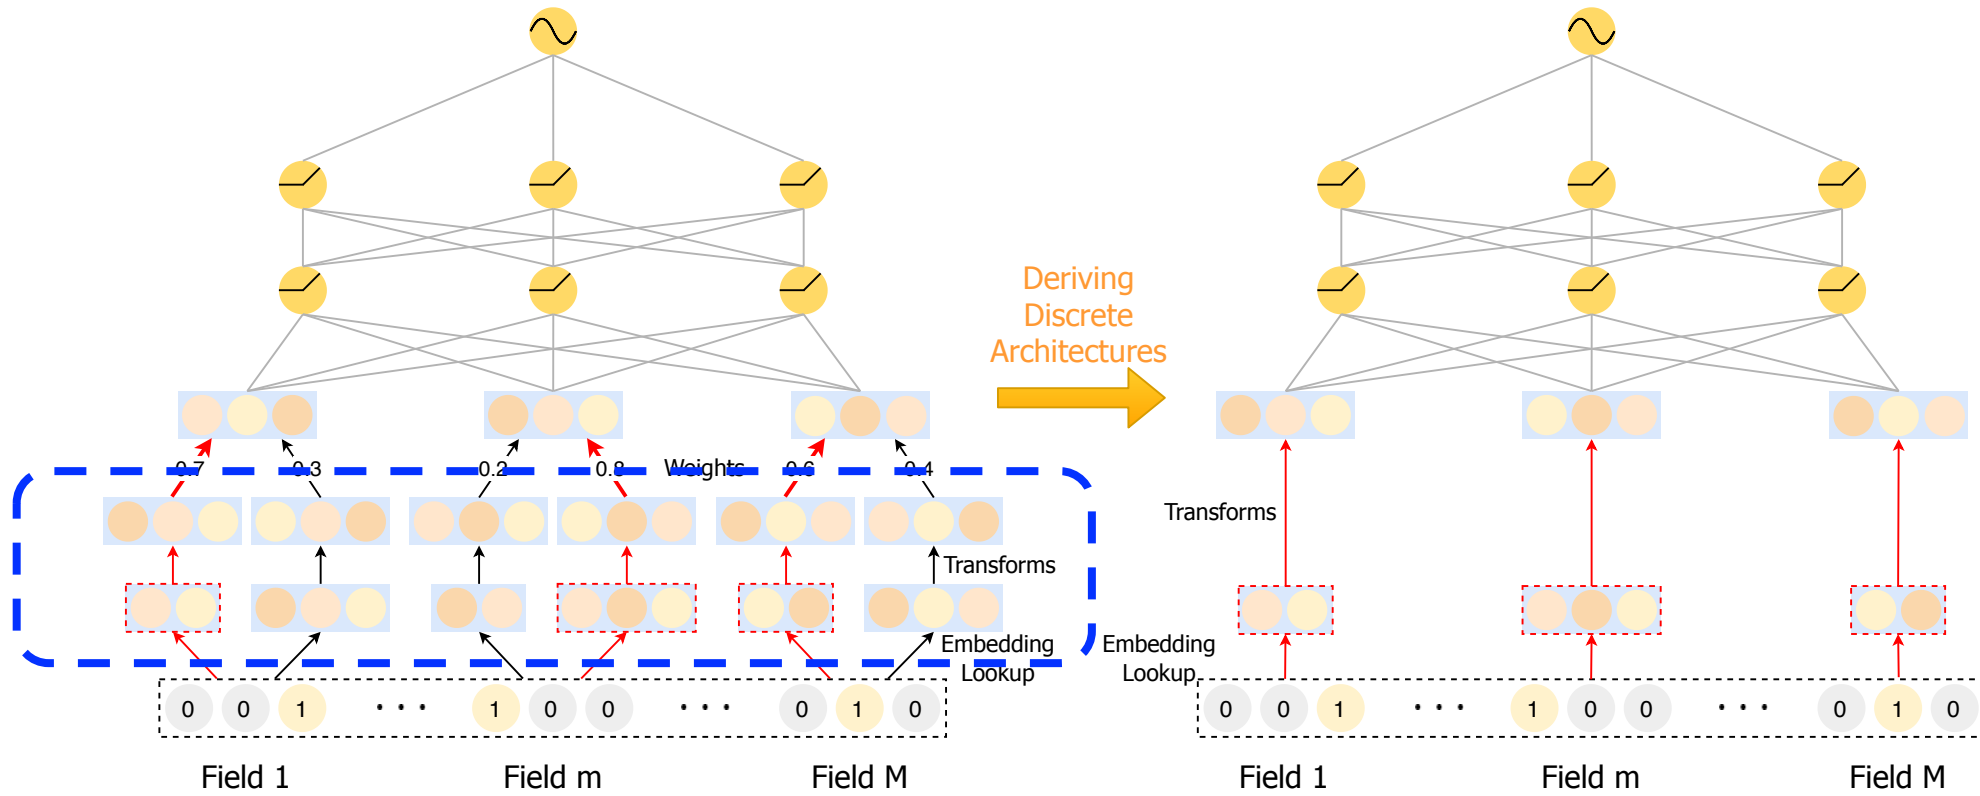 Deriving
Discrete
Architectures
0.7 0.3 0.2 0.8 Weights 0.6 0.4
Transforms
Transforms
Embedding
Lookup
Embedding
Lookup
0 0 1 · · · 1 0 0 · · · 0 1 0
0 0 1 · · · 1 0 0 · · · 0 1 0
Field 1 Field m Field M
Field 1 Field m Field M